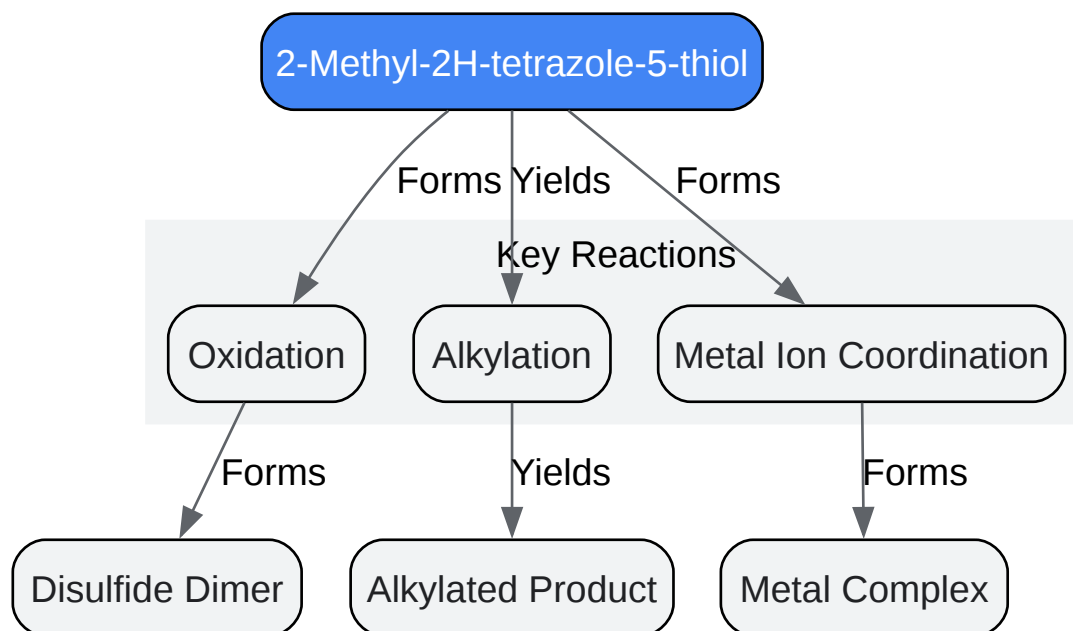 2-Methyl-2H-tetrazole-5-thiol
Forms
Yields
Forms
Key Reactions
Oxidation
Alkylation
Metal Ion Coordination
Forms
Yields
Forms
Disulfide Dimer
Alkylated Product
Metal Complex